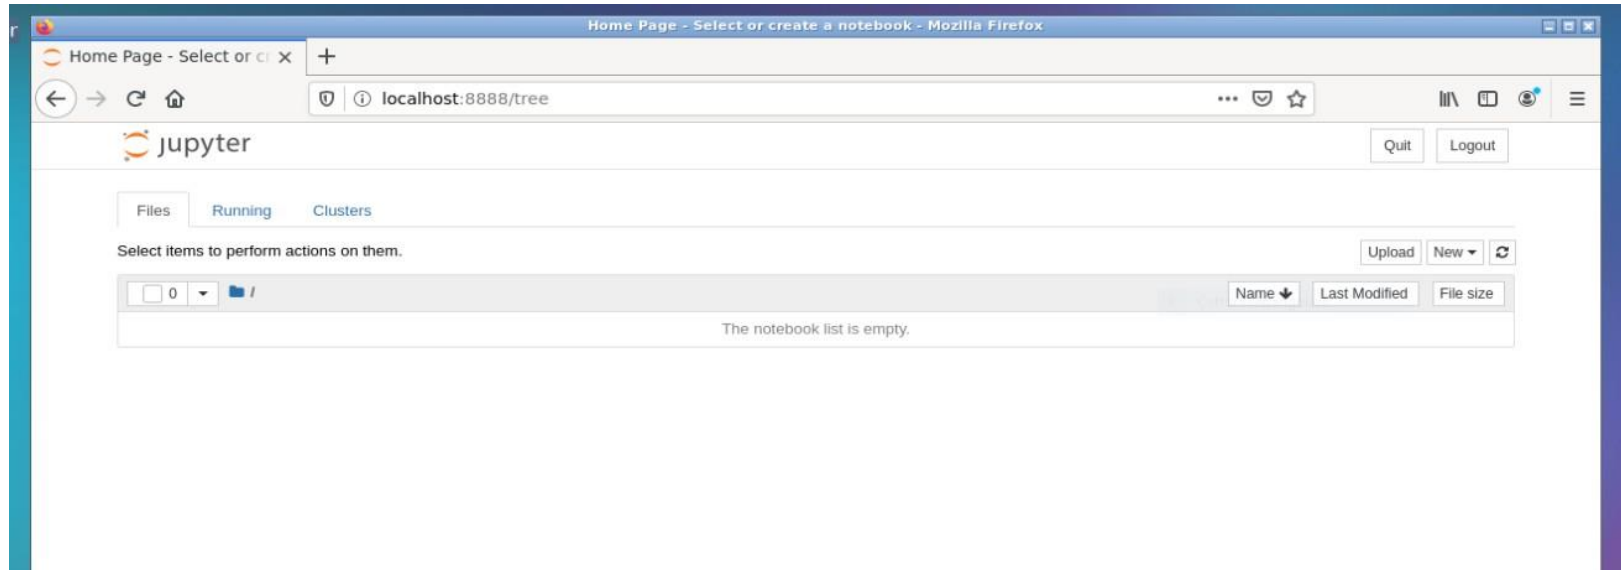 r
Home Page - Select or create a notebook - Mozilla Firefox
Home Page - Select or cr
localhost:8888/tree
jupyter
Quit Logout
Files Running Clusters
Select items to perform actions on them.
Upload New
0 / Name Last Modified File size
The notebook list is empty.